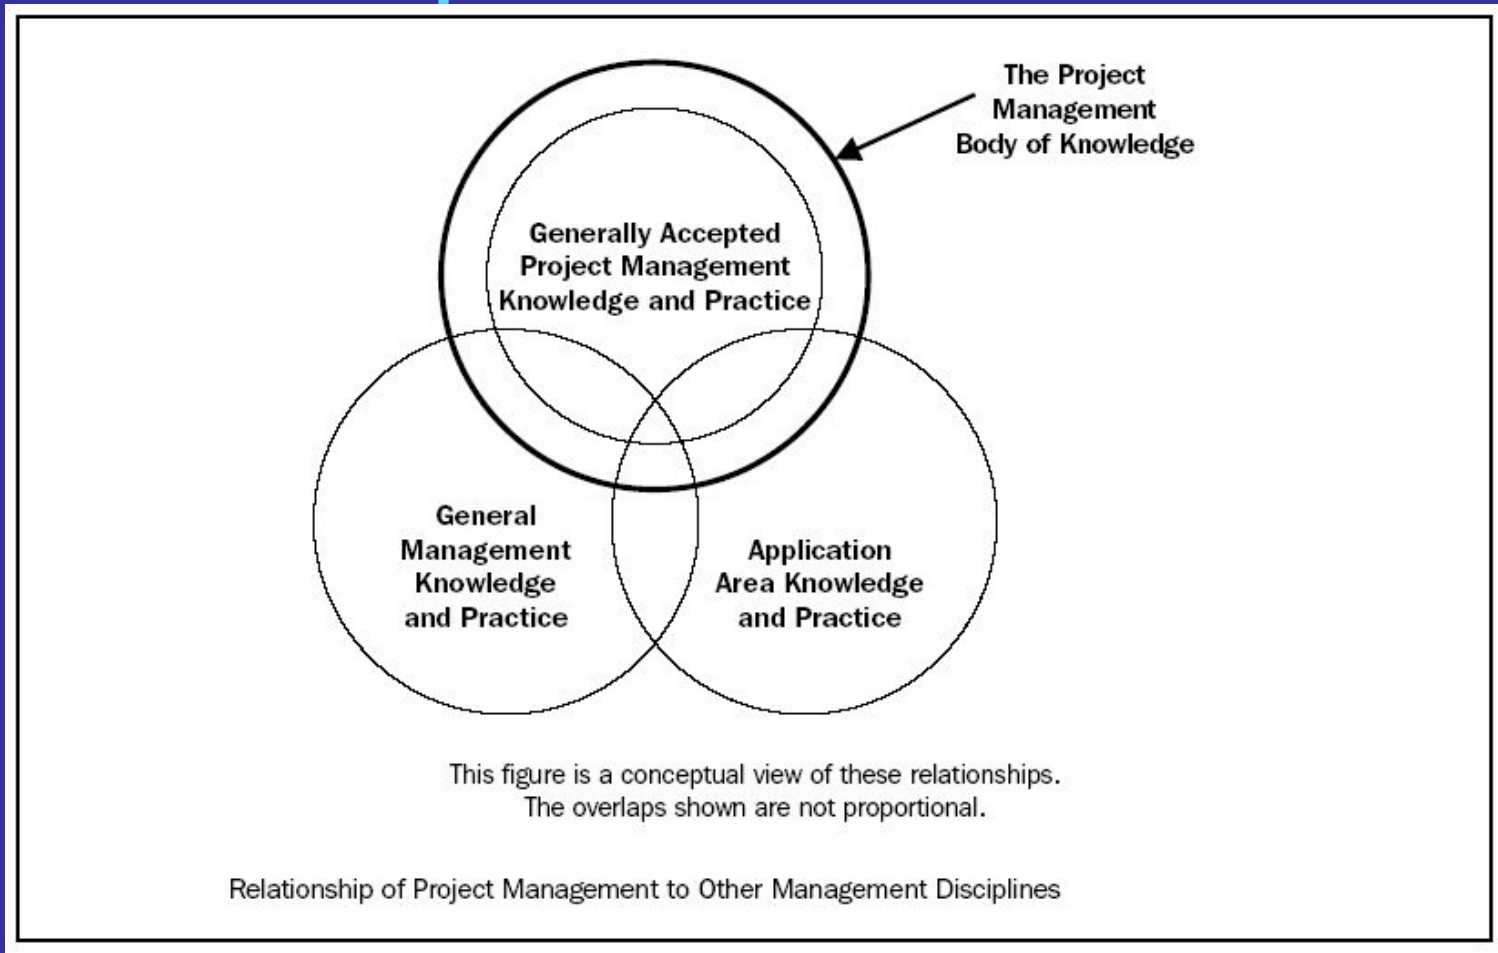 The Project
Management
Body of Knowledge
Generally Accepted
Project Management
Knowledge and Practice
General
Management
Knowledge
and Practice
Application
Area Knowledge
and Practice
This figure is a conceptual view of these relationships.
The overlaps shown are not proportional.
Relationship of Project Management to Other Management Disciplines